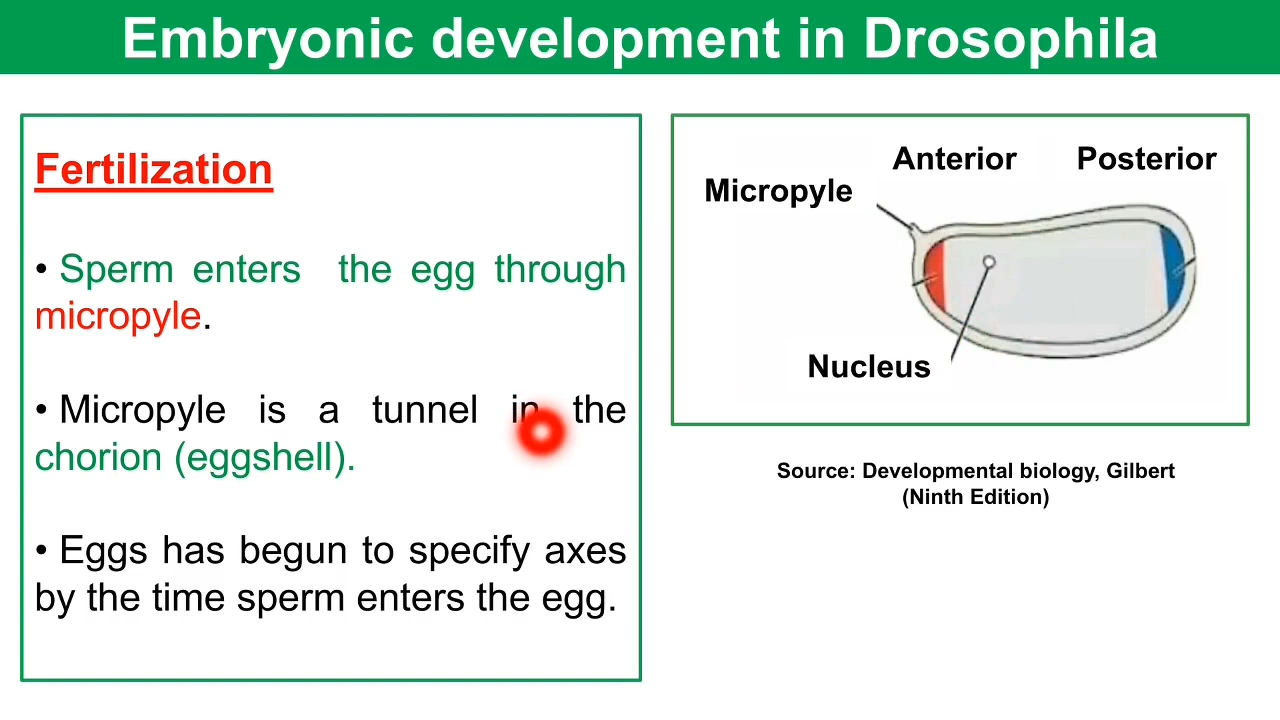 Embryonic development in Drosophila
Fertilization
• Sperm enters the egg through
micropyle.
• Micropyle is a tunnel in the
chorion (eggshell).
• Eggs has begun to specify axes
by the time sperm enters the egg.
Anterior
Posterior
Micropyle
Nucleus
Source: Developmental biology, Gilbert
(Ninth Edition)